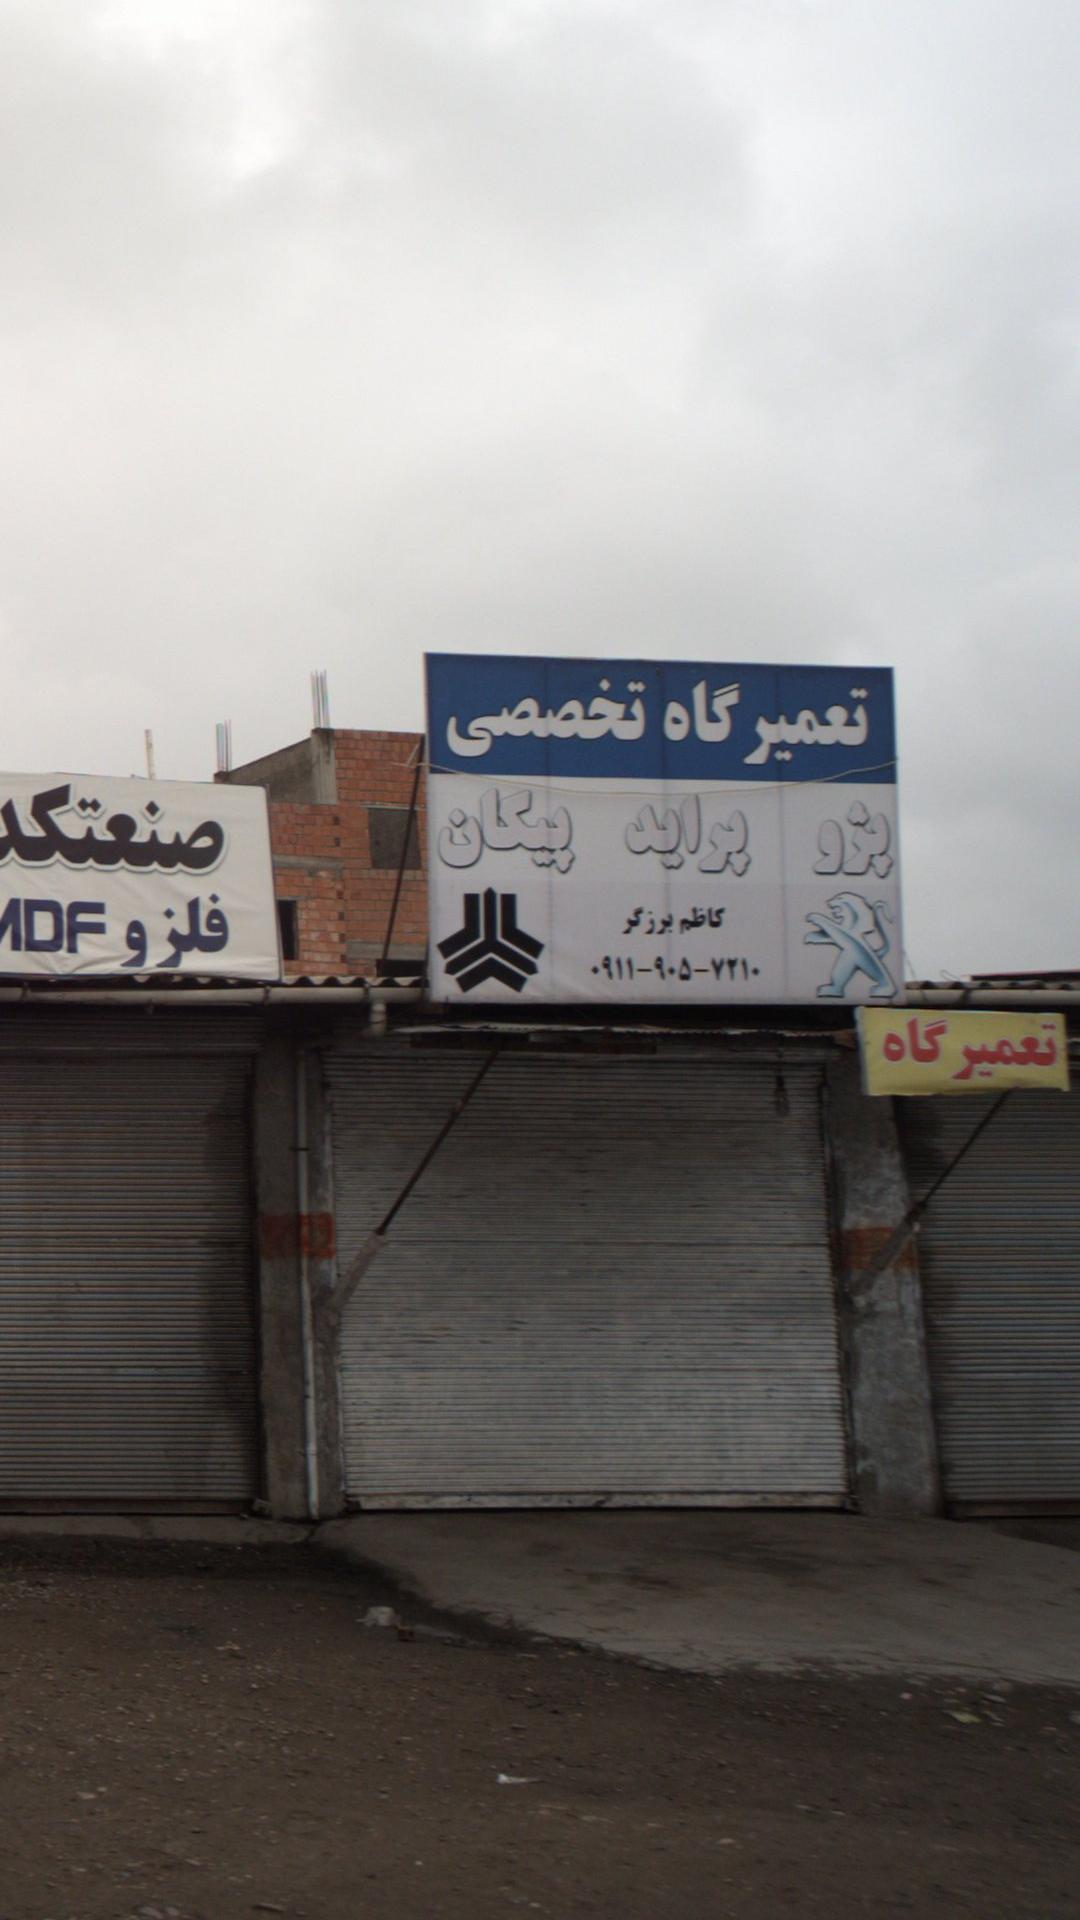 تعمیرگاه تخصصی
پژو پراید پیکان
کاظم برزگر
۰۹۱۱-۹۰۵-۷۲۱۰
تعمیرگاه
صنعتکد
فلز و MDF